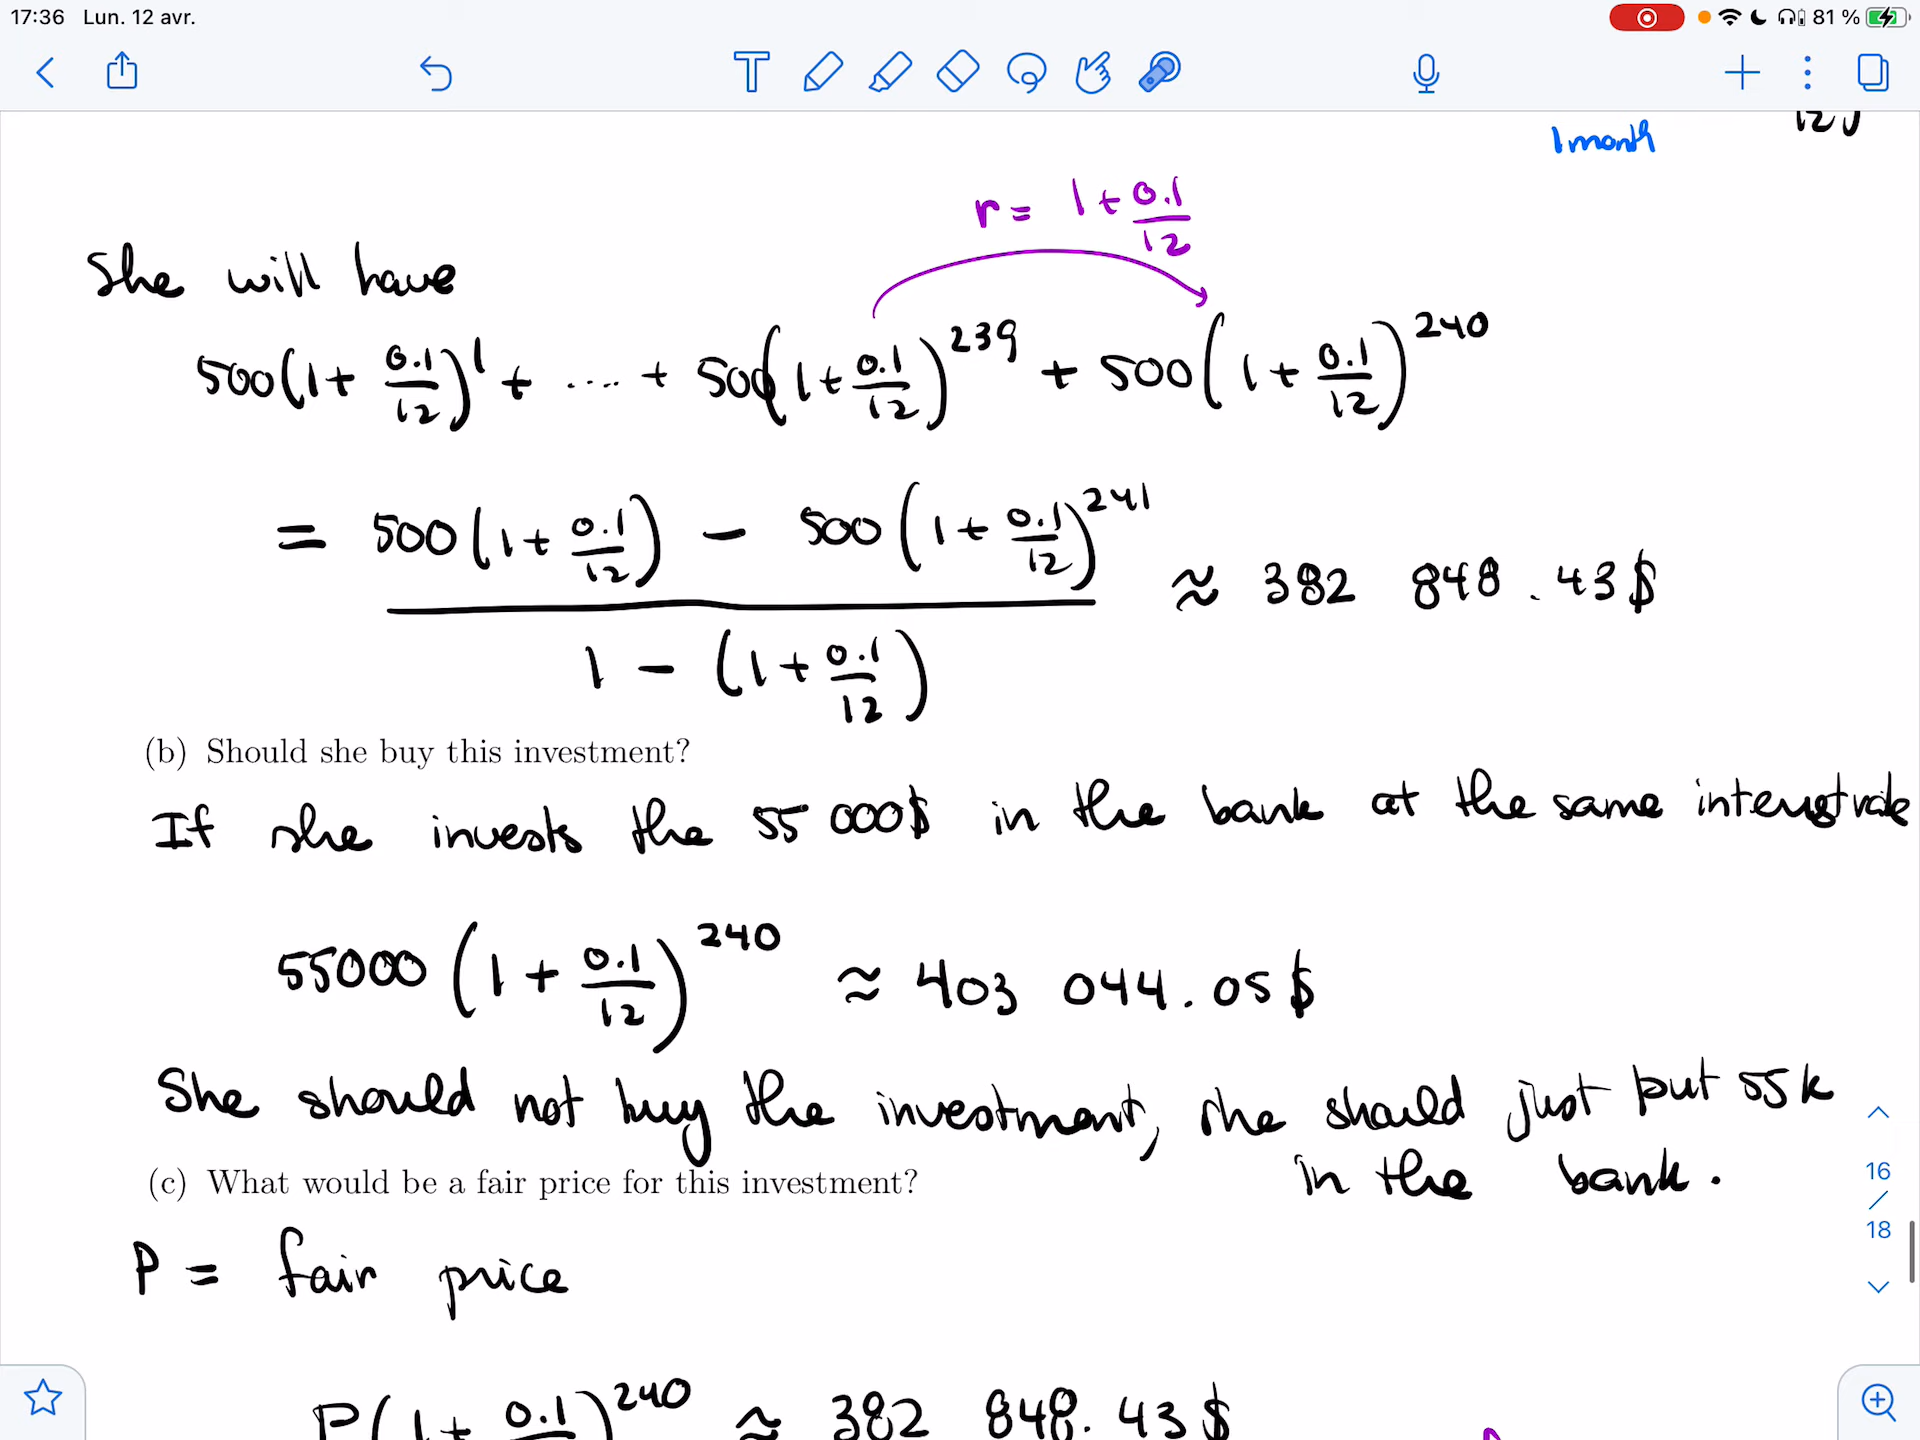 17:36 Lun. 12 avr. 81 %
1 month
r = 1 + 0.1/12
She will have
500(1 + 0.1/12)^1 + .... + 500(1 + 0.1/12)^239 + 500(1 + 0.1/12)^240
= (500(1 + 0.1/12) - 500(1 + 0.1/12)^241) / (1 - (1 + 0.1/12)) ≈ 382 848.43$
(b) Should she buy this investment?
If she invests the 55 000$ in the bank at the same interest rate
55000(1 + 0.1/12)^240 ≈ 403 044.05$
She should not buy the investment, she should just put 55k
in the bank.
(c) What would be a fair price for this investment?
P = fair price
P(1 + 0.1)^240 ≈ 382 848.43$
16
/
18